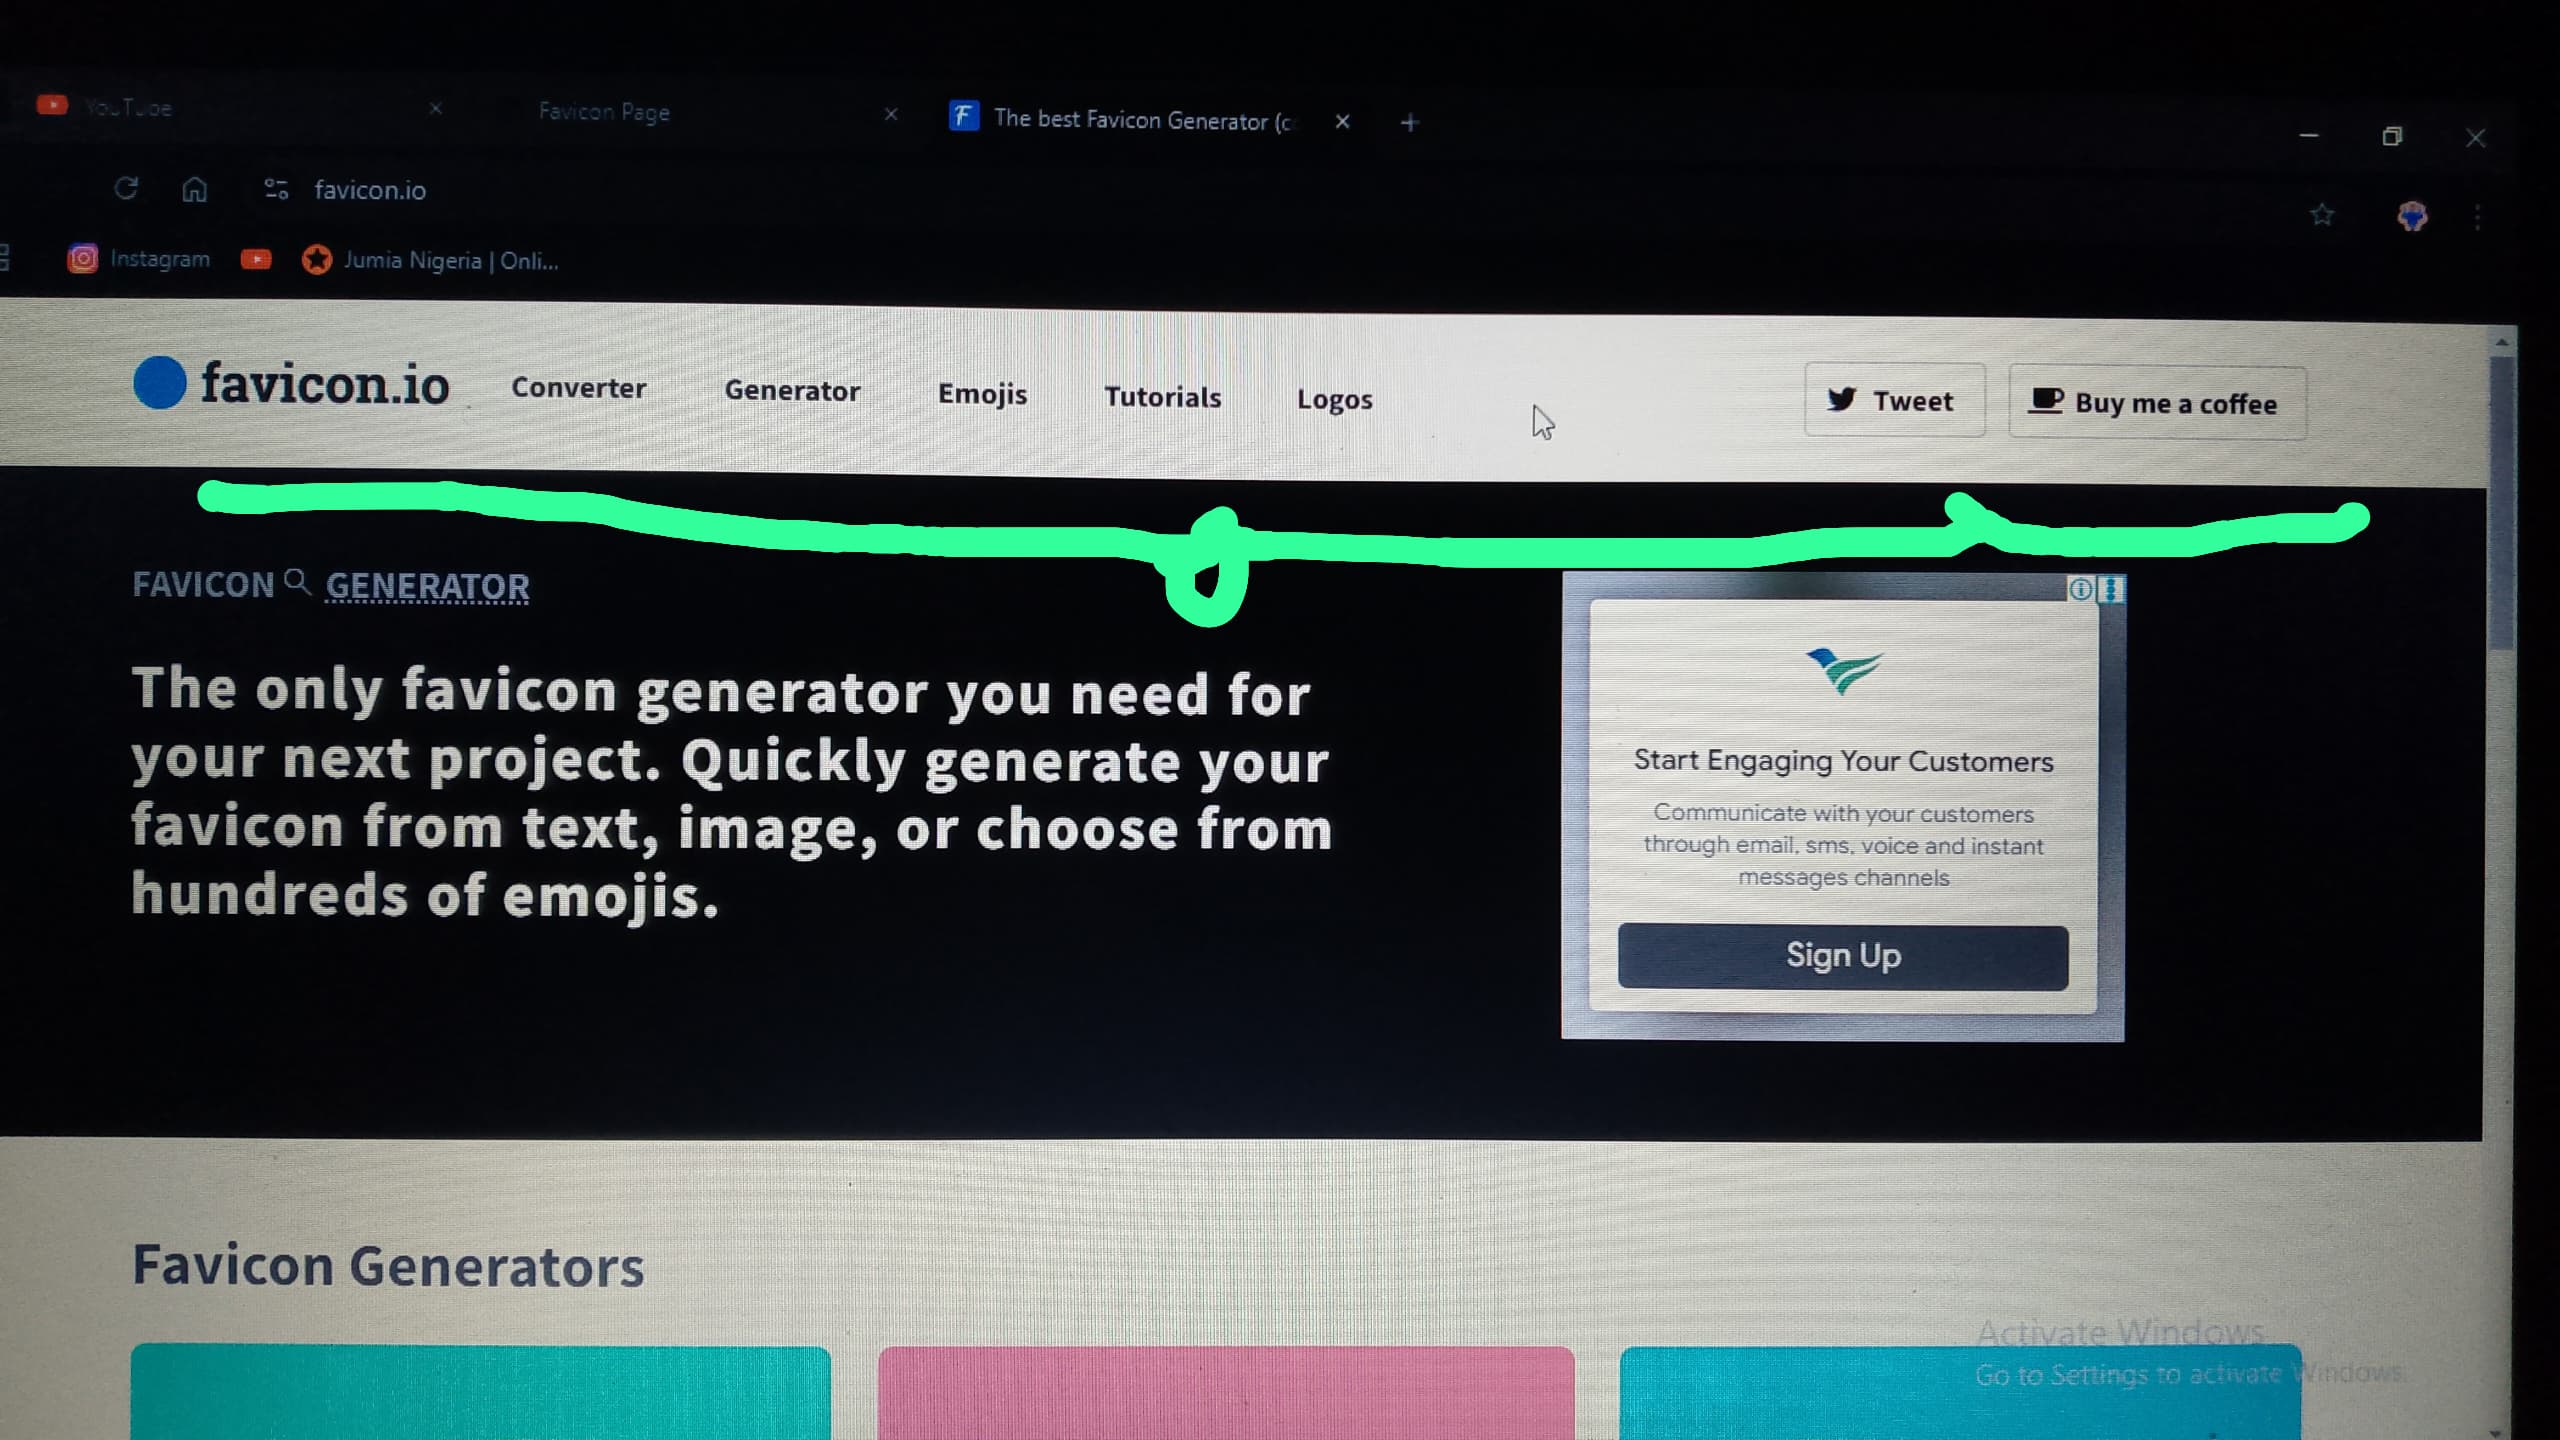 YouTube
Favicon Page
The best Favicon Generator (c
favicon.io
Instagram
Jumia Nigeria | Onli...
favicon.io
Converter
Generator
Emojis
Tutorials
Logos
Tweet
Buy me a coffee
FAVICON GENERATOR
The only favicon generator you need for
your next project. Quickly generate your
favicon from text, image, or choose from
hundreds of emojis.
Start Engaging Your Customers
Communicate with your customers
through email, sms, voice and instant
messages channels
Sign Up
Favicon Generators
Activate Windows
Go to Settings to activate Windows.